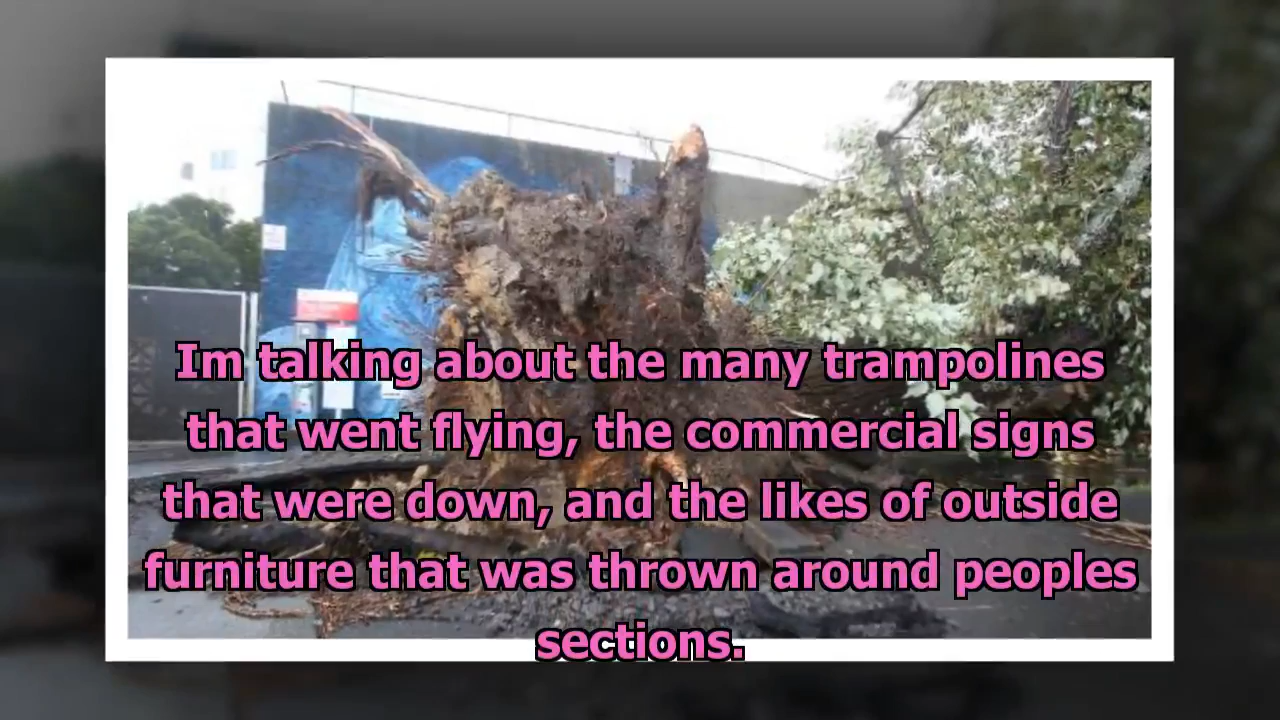 Im talking about the many trampolines
that went flying, the commercial signs
that were down, and the likes of outside
furniture that was thrown around peoples
sections.